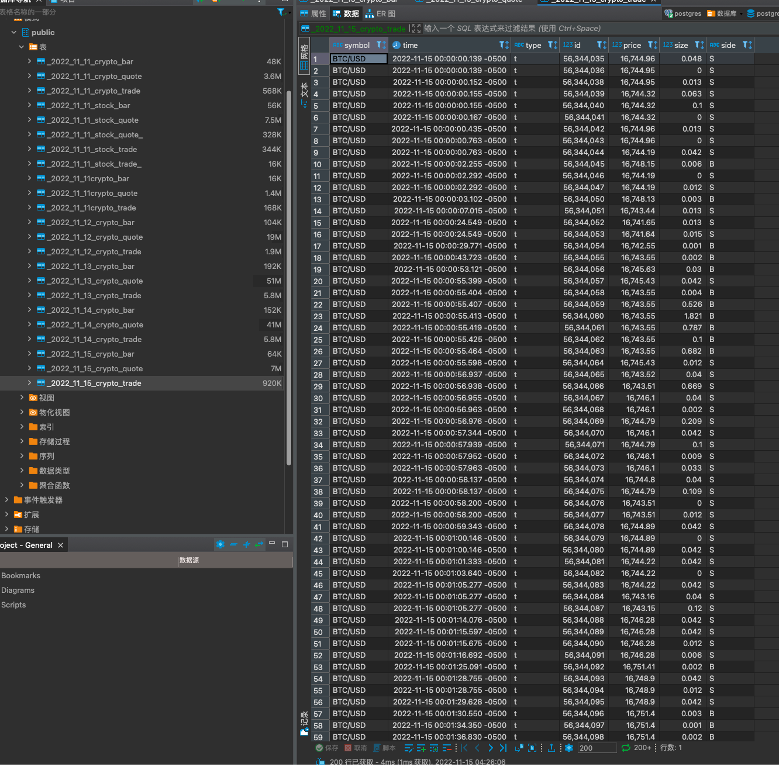 public
表
_2022_11_11_crypto_bar 48K
_2022_11_11_crypto_quote 3.6M
_2022_11_11_crypto_trade 568K
_2022_11_11_stock_bar 56K
_2022_11_11_stock_quote 7.5M
_2022_11_11_stock_quote_ 328K
_2022_11_11_stock_trade 344K
_2022_11_11_stock_trade_ 16K
_2022_11_11crypto_bar 16K
_2022_11_11crypto_quote 1.4M
_2022_11_11crypto_trade 168K
_2022_11_12_crypto_bar 104K
_2022_11_12_crypto_quote 19M
_2022_11_12_crypto_trade 1.9M
_2022_11_13_crypto_bar 192K
_2022_11_13_crypto_quote 51M
_2022_11_13_crypto_trade 5.8M
_2022_11_14_crypto_bar 152K
_2022_11_14_crypto_quote 41M
_2022_11_14_crypto_trade 5.8M
_2022_11_15_crypto_bar 64K
_2022_11_15_crypto_quote 7M
_2022_11_15_crypto_trade 920K
视图
物化视图
索引
存储过程
序列
数据类型
聚合函数
事件触发器
扩展
存储
oject - General
数据源
Bookmarks
Diagrams
Scripts
属性 数据 ER 图 postgres 数据库 postgres
_2022_11_15_crypto_trade 输入一个 SQL 表达式来过滤结果 (使用 Ctrl+Space)
网格
文本
记录
symbol time type id price size side
1 BTC/USD 2022-11-15 00:00:00.139 -0500 t 56,344,035 16,744.96 0.048 S
2 BTC/USD 2022-11-15 00:00:00.139 -0500 t 56,344,036 16,744.95 0 S
3 BTC/USD 2022-11-15 00:00:00.152 -0500 t 56,344,038 16,744.95 0.013 S
4 BTC/USD 2022-11-15 00:00:00.155 -0500 t 56,344,039 16,744.32 0.063 S
5 BTC/USD 2022-11-15 00:00:00.155 -0500 t 56,344,040 16,744.32 0.1 S
6 BTC/USD 2022-11-15 00:00:00.167 -0500 t 56,344,041 16,744.32 0 S
7 BTC/USD 2022-11-15 00:00:00.435 -0500 t 56,344,042 16,744.96 0.013 S
8 BTC/USD 2022-11-15 00:00:00.763 -0500 t 56,344,043 16,744.96 0 S
9 BTC/USD 2022-11-15 00:00:00.763 -0500 t 56,344,044 16,744.19 0.042 S
10 BTC/USD 2022-11-15 00:00:02.255 -0500 t 56,344,045 16,748.15 0.006 B
11 BTC/USD 2022-11-15 00:00:02.292 -0500 t 56,344,046 16,744.19 0 S
12 BTC/USD 2022-11-15 00:00:02.292 -0500 t 56,344,047 16,744.19 0.012 S
13 BTC/USD 2022-11-15 00:00:03.102 -0500 t 56,344,050 16,748.13 0.003 B
14 BTC/USD 2022-11-15 00:00:07.015 -0500 t 56,344,051 16,743.44 0.013 S
15 BTC/USD 2022-11-15 00:00:24.549 -0500 t 56,344,052 16,741.65 0.013 S
16 BTC/USD 2022-11-15 00:00:24.549 -0500 t 56,344,053 16,741.64 0.015 S
17 BTC/USD 2022-11-15 00:00:29.771 -0500 t 56,344,054 16,742.55 0.001 B
18 BTC/USD 2022-11-15 00:00:43.723 -0500 t 56,344,055 16,743.55 0.002 B
19 BTC/USD 2022-11-15 00:00:53.121 -0500 t 56,344,056 16,745.63 0.03 B
20 BTC/USD 2022-11-15 00:00:55.399 -0500 t 56,344,057 16,745.43 0.042 S
21 BTC/USD 2022-11-15 00:00:55.404 -0500 t 56,344,058 16,743.55 0.004 B
22 BTC/USD 2022-11-15 00:00:55.407 -0500 t 56,344,059 16,743.55 0.526 B
23 BTC/USD 2022-11-15 00:00:55.413 -0500 t 56,344,060 16,743.55 1.821 B
24 BTC/USD 2022-11-15 00:00:55.419 -0500 t 56,344,061 16,743.55 0.787 B
25 BTC/USD 2022-11-15 00:00:55.425 -0500 t 56,344,062 16,743.55 0.1 B
26 BTC/USD 2022-11-15 00:00:55.464 -0500 t 56,344,063 16,743.55 0.682 B
27 BTC/USD 2022-11-15 00:00:55.598 -0500 t 56,344,064 16,745.43 0.012 S
28 BTC/USD 2022-11-15 00:00:56.937 -0500 t 56,344,065 16,743.52 0.04 S
29 BTC/USD 2022-11-15 00:00:56.938 -0500 t 56,344,066 16,743.51 0.669 S
30 BTC/USD 2022-11-15 00:00:56.955 -0500 t 56,344,067 16,746.1 0.04 S
31 BTC/USD 2022-11-15 00:00:56.963 -0500 t 56,344,068 16,746.1 0.002 S
32 BTC/USD 2022-11-15 00:00:56.976 -0500 t 56,344,069 16,744.79 0.209 S
33 BTC/USD 2022-11-15 00:00:57.344 -0500 t 56,344,070 16,746.1 0.042 S
34 BTC/USD 2022-11-15 00:00:57.939 -0500 t 56,344,071 16,744.79 0.1 S
35 BTC/USD 2022-11-15 00:00:57.952 -0500 t 56,344,072 16,746.1 0.009 S
36 BTC/USD 2022-11-15 00:00:57.963 -0500 t 56,344,073 16,746.1 0.033 S
37 BTC/USD 2022-11-15 00:00:58.137 -0500 t 56,344,074 16,744.8 0.04 S
38 BTC/USD 2022-11-15 00:00:58.137 -0500 t 56,344,075 16,744.79 0.109 S
39 BTC/USD 2022-11-15 00:00:58.200 -0500 t 56,344,076 16,743.51 0 S
40 BTC/USD 2022-11-15 00:00:58.200 -0500 t 56,344,077 16,743.51 0.012 S
41 BTC/USD 2022-11-15 00:00:59.343 -0500 t 56,344,078 16,744.89 0.042 S
42 BTC/USD 2022-11-15 00:01:00.146 -0500 t 56,344,079 16,744.89 0 S
43 BTC/USD 2022-11-15 00:01:00.146 -0500 t 56,344,080 16,744.89 0.042 S
44 BTC/USD 2022-11-15 00:01:01.333 -0500 t 56,344,081 16,744.22 0.042 S
45 BTC/USD 2022-11-15 00:01:03.640 -0500 t 56,344,082 16,744.22 0 S
46 BTC/USD 2022-11-15 00:01:05.277 -0500 t 56,344,083 16,744.22 0.042 S
47 BTC/USD 2022-11-15 00:01:05.277 -0500 t 56,344,084 16,743.16 0.04 S
48 BTC/USD 2022-11-15 00:01:05.277 -0500 t 56,344,087 16,743.15 0.12 S
49 BTC/USD 2022-11-15 00:01:14.076 -0500 t 56,344,088 16,746.28 0.042 S
50 BTC/USD 2022-11-15 00:01:15.597 -0500 t 56,344,089 16,746.28 0.042 S
51 BTC/USD 2022-11-15 00:01:15.675 -0500 t 56,344,090 16,746.28 0.012 S
52 BTC/USD 2022-11-15 00:01:16.692 -0500 t 56,344,091 16,746.28 0.006 S
53 BTC/USD 2022-11-15 00:01:25.091 -0500 t 56,344,092 16,751.41 0.002 B
54 BTC/USD 2022-11-15 00:01:28.755 -0500 t 56,344,093 16,748.9 0.042 S
55 BTC/USD 2022-11-15 00:01:28.755 -0500 t 56,344,094 16,748.9 0.012 S
56 BTC/USD 2022-11-15 00:01:29.628 -0500 t 56,344,095 16,748.9 0.042 S
57 BTC/USD 2022-11-15 00:01:30.550 -0500 t 56,344,096 16,751.4 0.003 B
58 BTC/USD 2022-11-15 00:01:34.350 -0500 t 56,344,097 16,751.4 0.001 B
59 BTC/USD 2022-11-15 00:01:36.830 -0500 t 56,344,098 16,751.4 0.002 B
保存 取消 脚本 200 200+ 行数: 1
200 行已获取 - 4ms (1ms 获取), 2022-11-15 04:26:06